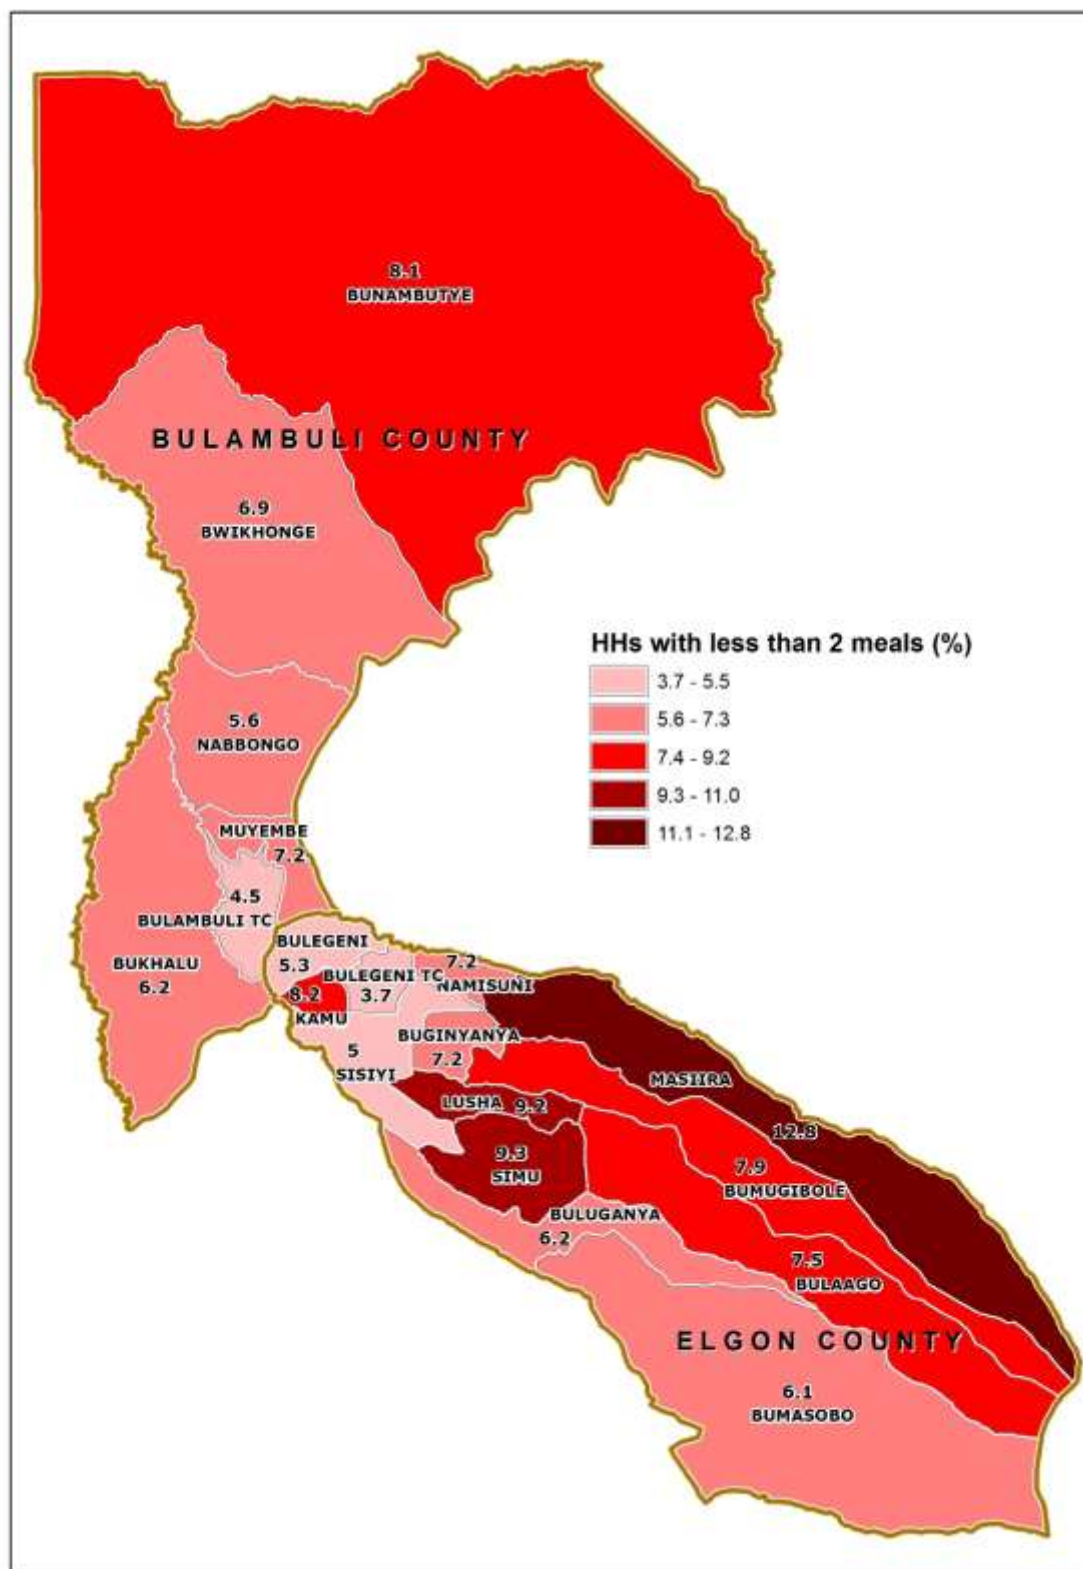 8.1
BUNAMBUTYE
BULAMBULI COUNTY
6.9
BWIKHONGE
HHs with less than 2 meals (%)
3.7 - 5.5
5.6 - 7.3
7.4 - 9.2
9.3 - 11.0
11.1 - 12.8
5.6
NABBONGO
MUYEMBE
7.2
4.5
BULAMBULI TC
BUKHALU
6.2
BULEGENI
5.3
BULEGENI TC
3.7
7.2
NAMISUNI
8.2
KAMU
BUGINYANYA
7.2
5
SISIYI
MASIIRA
12.8
LUSHA 9.2
9.3
SIMU
7.9
BUMUGIBOLE
BULUGANYA
6.2
7.5
BULAAGO
ELGON COUNTY
6.1
BUMASOBO